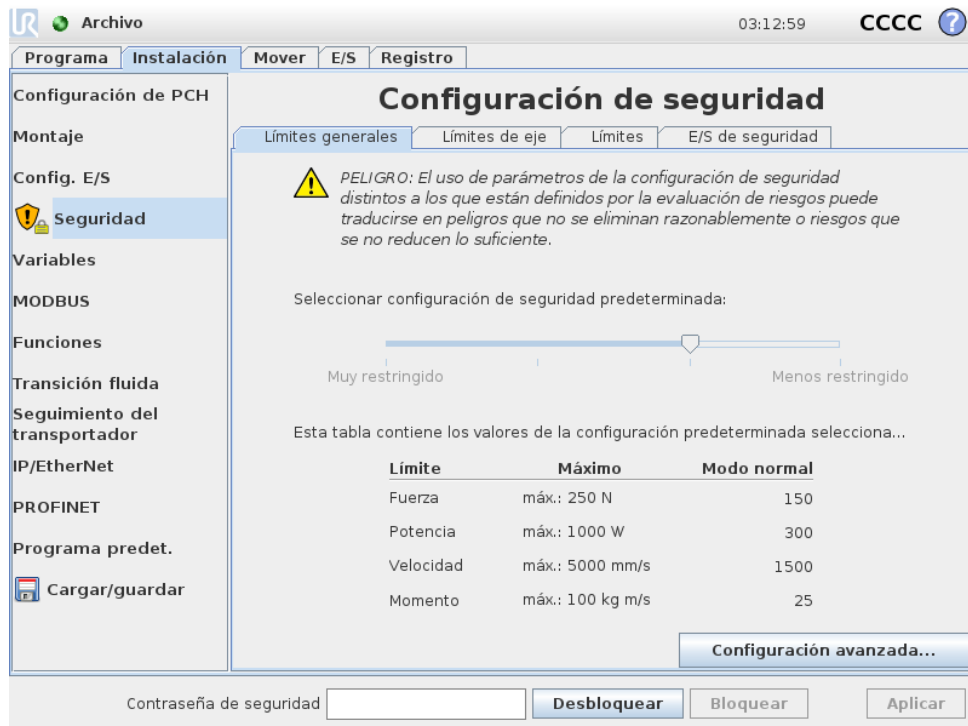 UR Archivo 03:12:59 CCCC ?
Programa Instalación Mover E/S Registro
Configuración de PCH
Montaje
Config. E/S
Seguridad
Variables
MODBUS
Funciones
Transición fluida
Seguimiento del
transportador
IP/EtherNet
PROFINET
Programa predet.
Cargar/guardar
Configuración de seguridad
Límites generales Límites de eje Límites E/S de seguridad
PELIGRO: El uso de parámetros de la configuración de seguridad
distintos a los que están definidos por la evaluación de riesgos puede
traducirse en peligros que no se eliminan razonablemente o riesgos que
se no reducen lo suficiente.
Seleccionar configuración de seguridad predeterminada:
Muy restringido Menos restringido
Esta tabla contiene los valores de la configuración predeterminada selecciona...
Límite Máximo Modo normal
Fuerza máx.: 250 N 150
Potencia máx.: 1000 W 300
Velocidad máx.: 5000 mm/s 1500
Momento máx.: 100 kg m/s 25
Configuración avanzada...
Contraseña de seguridad Desbloquear Bloquear Aplicar